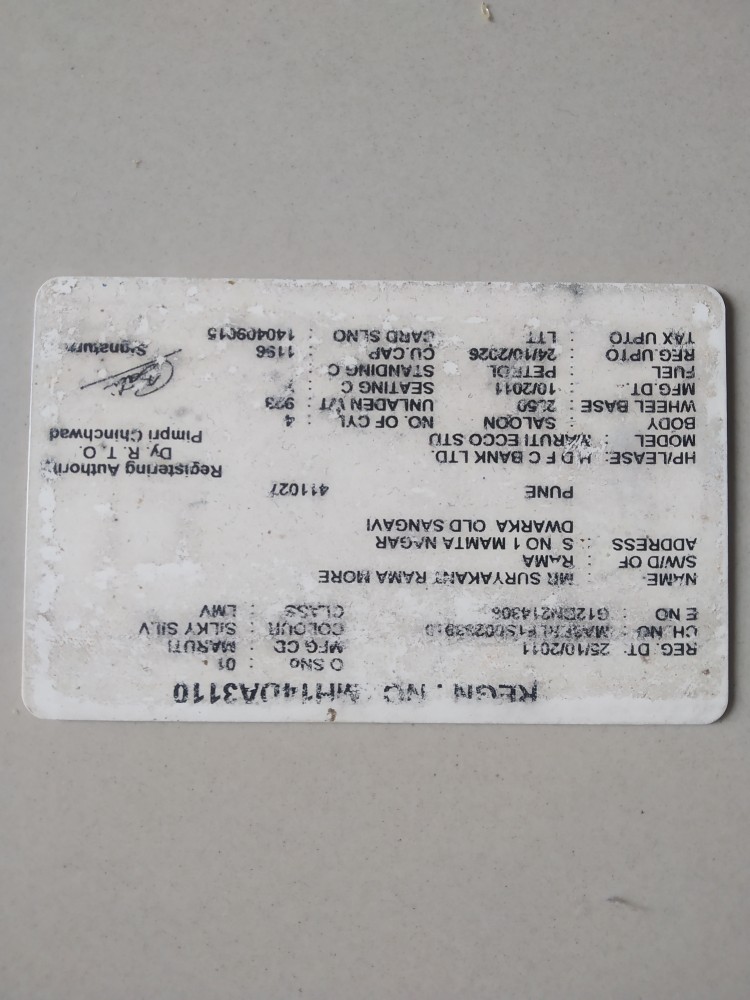 REGN. NO MH14DA3110
REG. DT: 25/10/2011 O SNo : 01
CH. NO : MFG CD : MARUTI
COLOUR : SILKY SILV
E NO : CLASS : LMV
NAME MR SURYAKANT RAMA MORE
S/W/D OF : RAMA
ADDRESS : S NO 1 MAMTA NAGAR
DWARKA OLD SANGAVI
PUNE 411027
HP/LEASE: H D F C BANK LTD.
MODEL : MARUTI ECCO STD
BODY : SALOON NO. OF CYL : 4
WHEEL BASE : UNLADEN WT :
MFG.DT. : 10/2011 SEATING C :
FUEL : PETROL STANDING C :
REG.UPTO : 24/10/2026 CU.CAP : 1196
TAX UPTO : LTT CARD SLNO : 140409015
Registering Authority
Dy. R. T. O.
Pimpri Chinchwad
Signature